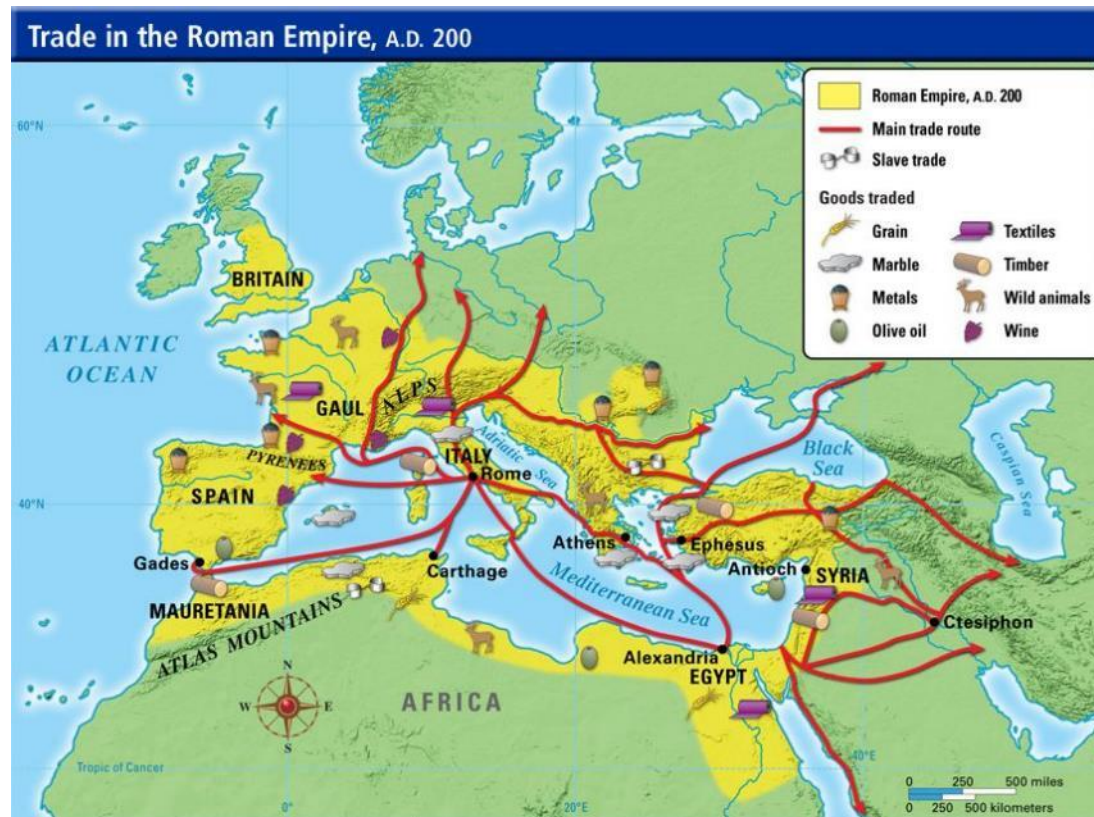 Trade in the Roman Empire, A.D. 200
Roman Empire, A.D. 200
Main trade route
Slave trade
Goods traded
Grain
Textiles
Marble
Timber
Metals
Wild animals
Olive oil
Wine
60°N
BRITAIN
ATLANTIC
OCEAN
GAUL
ALPS
ITALY
Adriatic Sea
Rome
PYRENEES
SPAIN
40°N
Black
Sea
Caspian Sea
Gades
Carthage
Athens
Ephesus
Antioch
SYRIA
MAURETANIA
Mediterranean Sea
ATLAS MOUNTAINS
Ctesiphon
Alexandria
EGYPT
AFRICA
N
W
E
S
Tropic of Cancer
0°
20°E
40°E
0 250 500 miles
0 250 500 kilometers